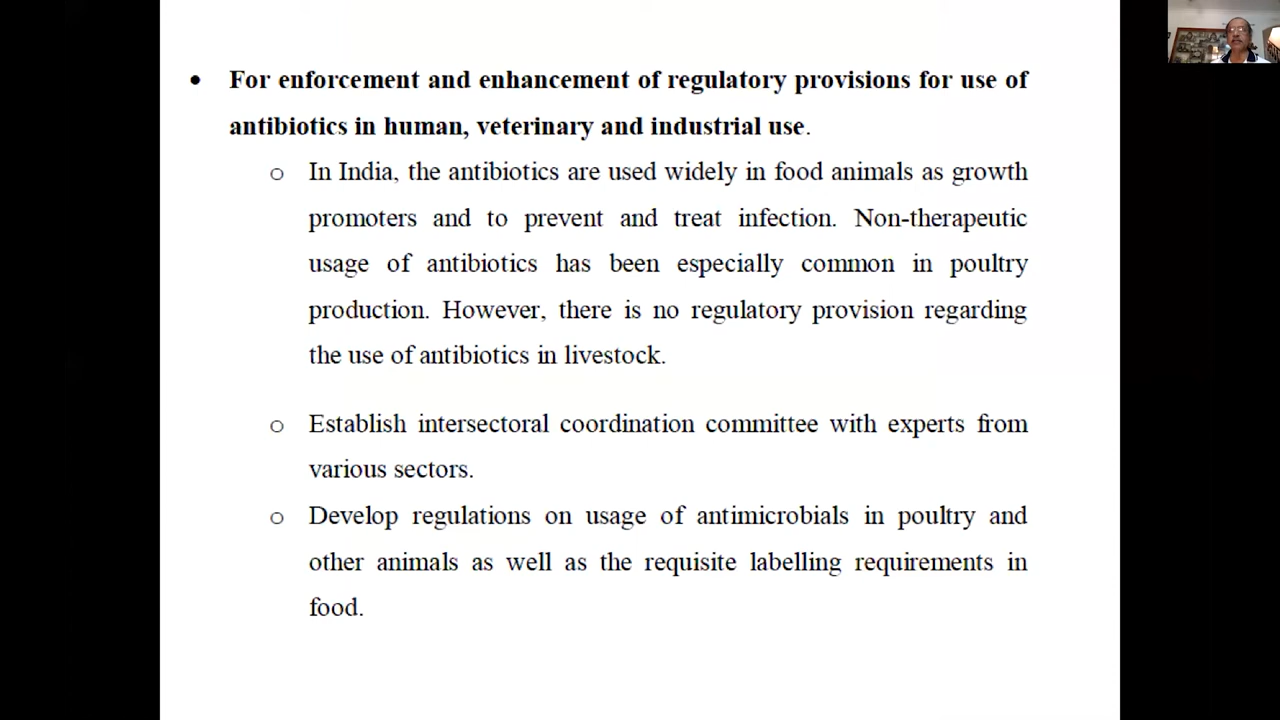 • For enforcement and enhancement of regulatory provisions for use of
antibiotics in human, veterinary and industrial use.
o In India, the antibiotics are used widely in food animals as growth
promoters and to prevent and treat infection. Non-therapeutic
usage of antibiotics has been especially common in poultry
production. However, there is no regulatory provision regarding
the use of antibiotics in livestock.
o Establish intersectoral coordination committee with experts from
various sectors.
o Develop regulations on usage of antimicrobials in poultry and
other animals as well as the requisite labelling requirements in
food.